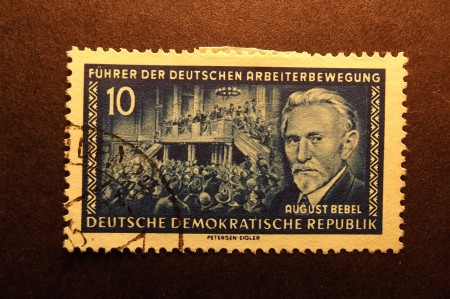 FÜHRER DER DEUTSCHEN ARBEITERBEWEGUNG
10
AUGUST BEBEL
DEUTSCHE DEMOKRATISCHE REPUBLIK
PETERSEN-EIGLER